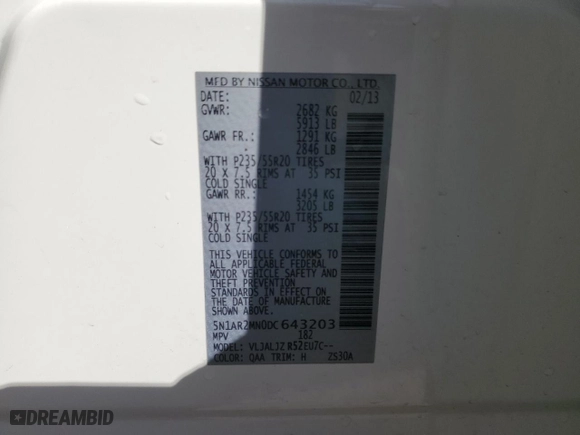 MFD BY NISSAN MOTOR CO., LTD.
DATE: 02/13
GVWR: 2682 KG
5913 LB
GAWR FR.: 1291 KG
2846 LB
WITH P235/55R20 TIRES
20 X 7.5 RIMS AT 35 PSI
COLD SINGLE
GAWR RR.: 1454 KG
3205 LB
WITH P235/55R20 TIRES
20 X 7.5 RIMS AT 35 PSI
COLD SINGLE
THIS VEHICLE CONFORMS TO
ALL APPLICABLE FEDERAL
MOTOR VEHICLE SAFETY AND
THEFT PREVENTION
STANDARDS IN EFFECT ON
THE DATE OF MANUFACTURE
SHOWN ABOVE.
5N1AR2MN0DC643203
MPV 182
MODEL: VLJALJZ R52EU7C--
COLOR: QAA TRIM: H ZS30A
DREAMBID